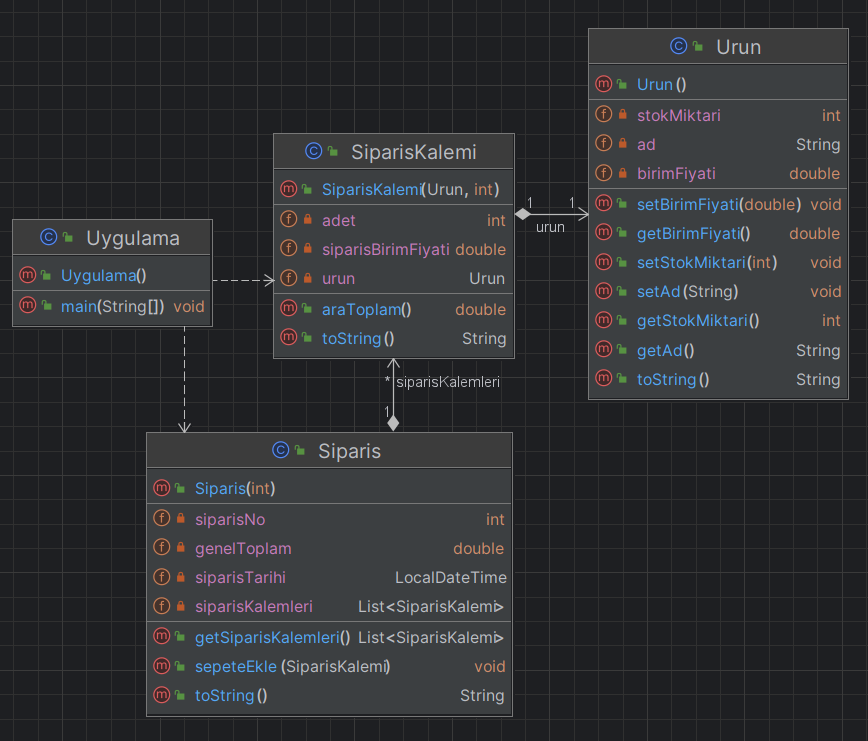 Urun
Urun()
stokMiktari int
ad String
birimFiyati double
setBirimFiyati(double) void
getBirimFiyati() double
setStokMiktari(int) void
setAd(String) void
getStokMiktari() int
getAd() String
toString() String
SiparisKalemi
SiparisKalemi(Urun, int)
adet int
siparisBirimFiyati double
urun Urun
araToplam() double
toString() String
1 1
urun
Uygulama
Uygulama()
main(String[]) void
* siparisKalemleri
1
Siparis
Siparis(int)
siparisNo int
genelToplam double
siparisTarihi LocalDateTime
siparisKalemleri List<SiparisKalemi>
getSiparisKalemleri() List<SiparisKalemi>
sepeteEkle(SiparisKalemi) void
toString() String